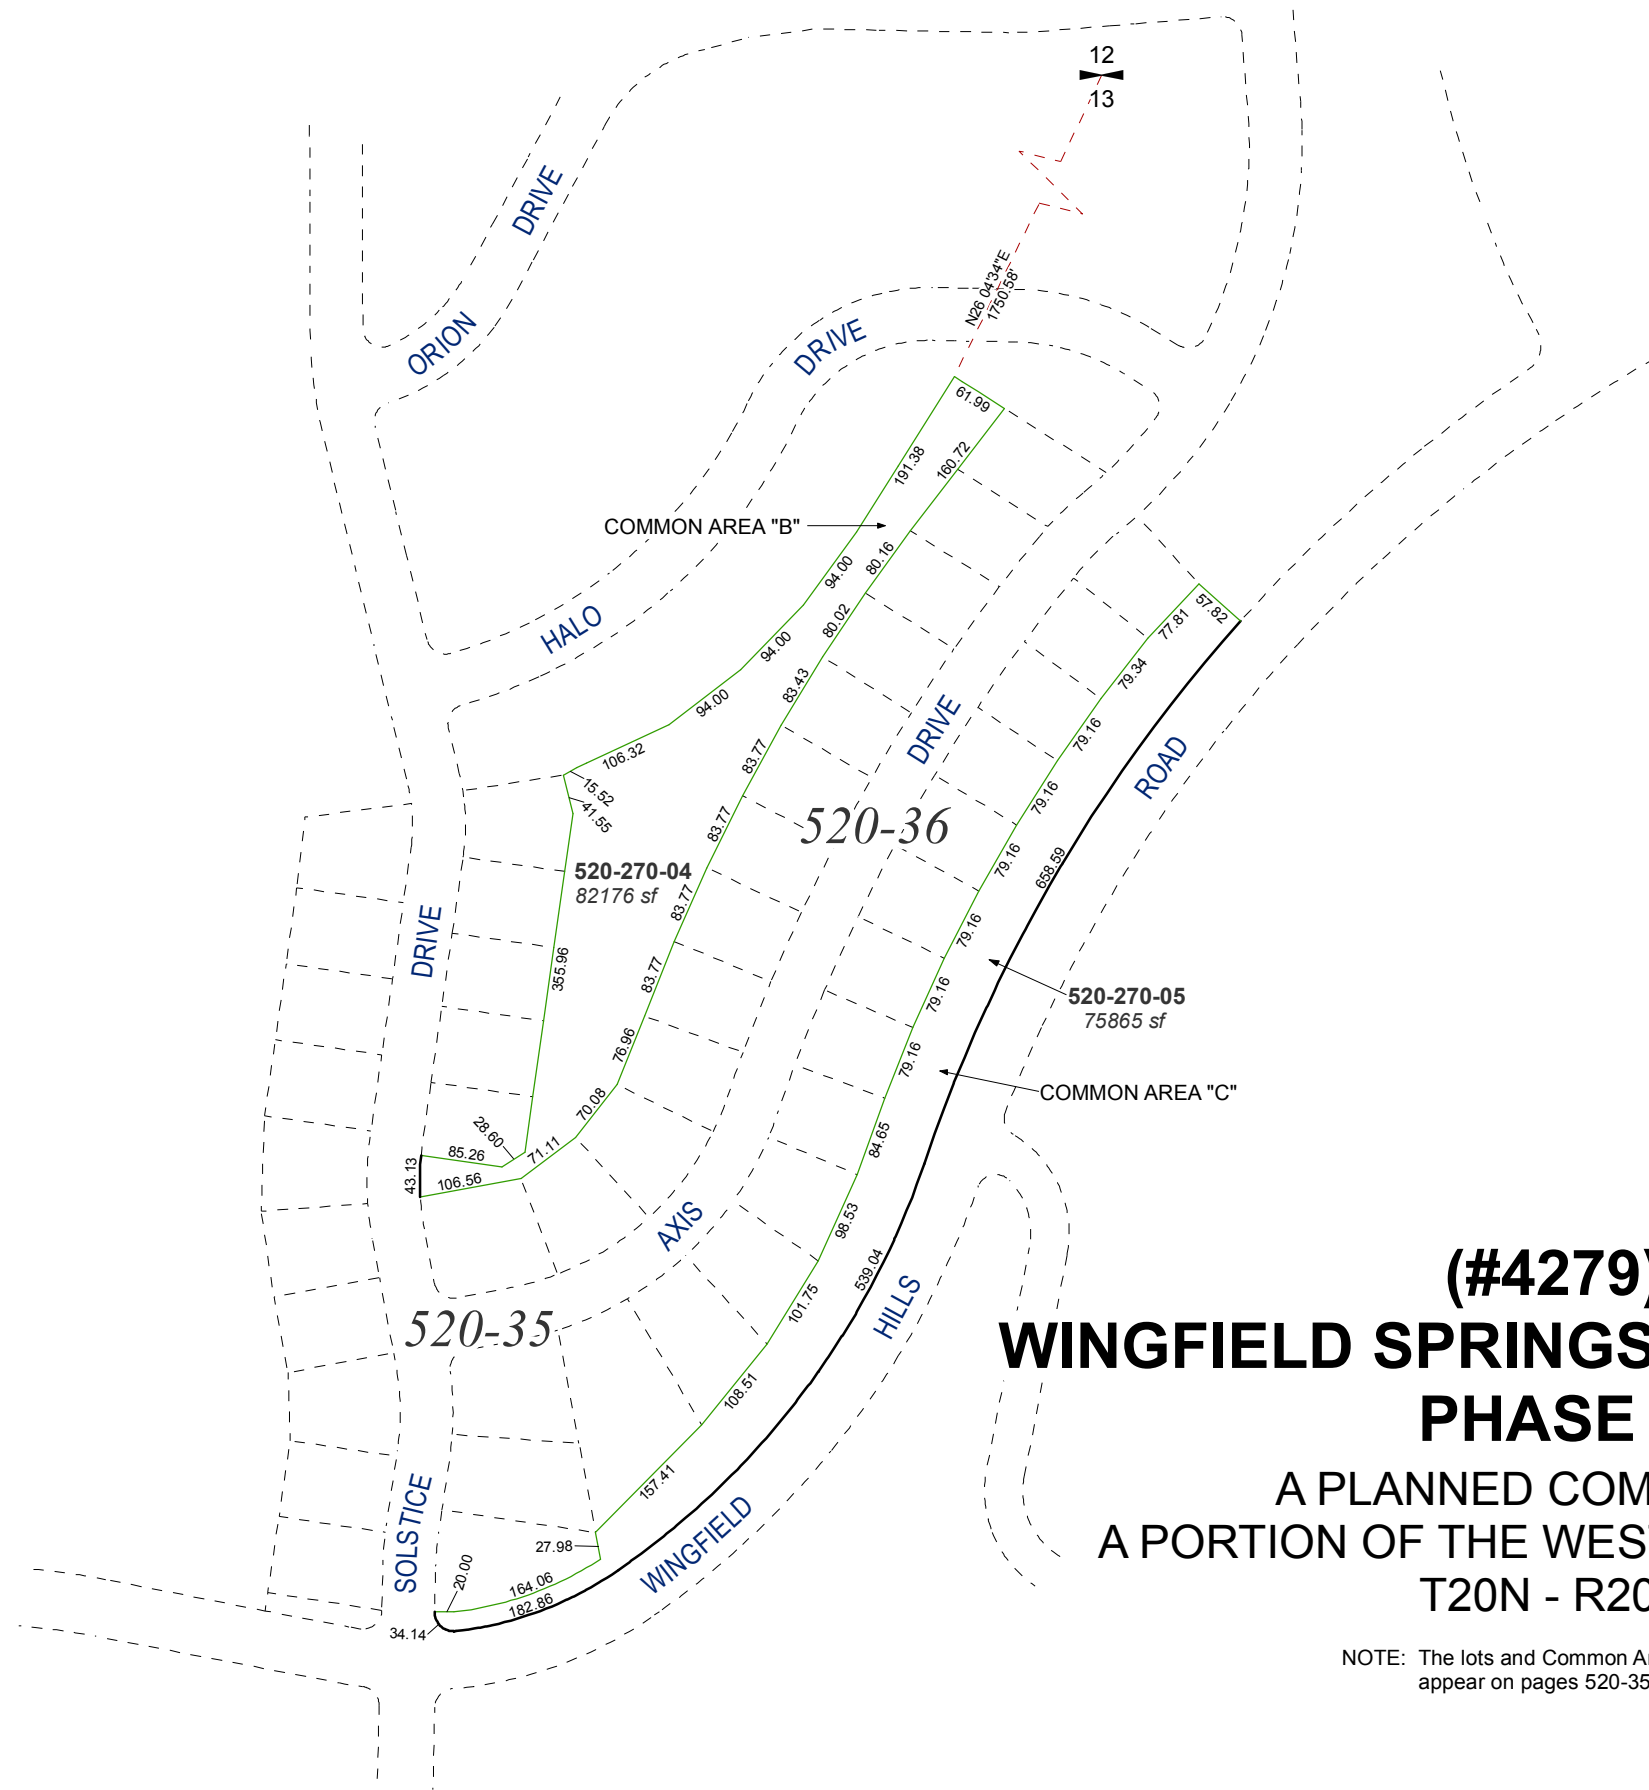 12
13
DRIVE
ORION
N26 04'34"E
1750.58'
DRIVE
61.99
191.38
160.72
COMMON AREA "B"
94.00
80.16
HALO
80.02
94.00
83.43
94.00
106.32
15.52
41.55
83.77
83.77
83.77
83.77
57.82
77.81
79.34
79.16
79.16
79.16
79.16
79.16
79.16
DRIVE
ROAD
520-36
658.59
520-270-04
82176 sf
DRIVE
355.96
520-270-05
75865 sf
COMMON AREA "C"
76.96
70.08
28.60
71.11
85.26
43.13
106.56
84.65
98.53
AXIS
539.04
101.75
HILLS
520-35
108.51
157.41
SOLSTICE
27.98
20.00
164.06
182.86
34.14
WINGFIELD
(#4279)
WINGFIELD SPRINGS
PHASE
A PLANNED COM
A PORTION OF THE WES
T20N - R20
NOTE: The lots and Common Ar
appear on pages 520-35